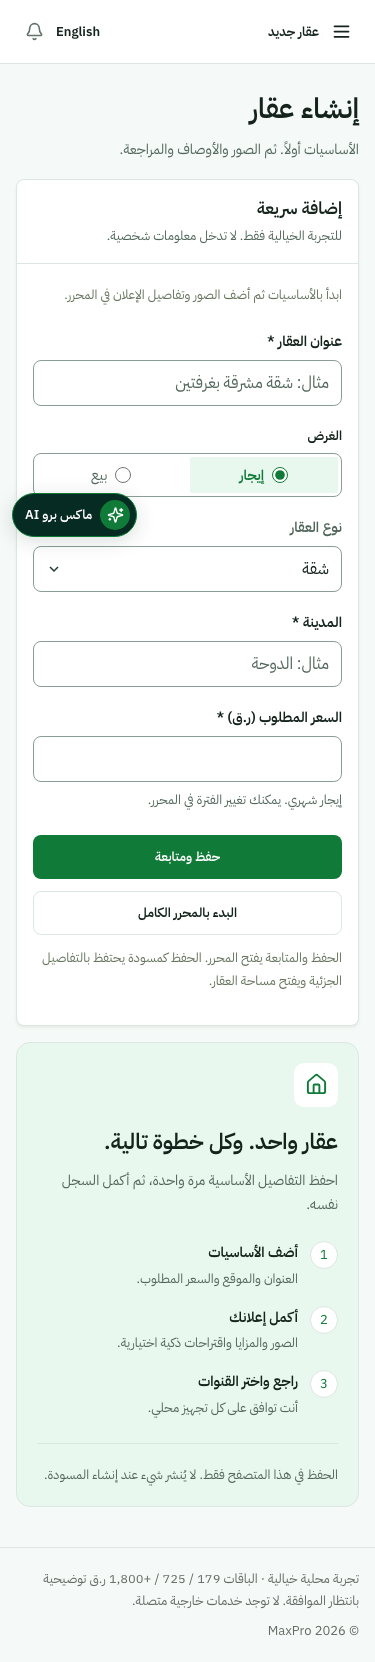 عقار جديد
English
إنشاء عقار
الأساسيات أولاً. ثم الصور والأوصاف والمراجعة.
إضافة سريعة
للتجربة الخيالية فقط. لا تدخل معلومات شخصية.
ابدأ بالأساسيات ثم أضف الصور وتفاصيل الإعلان في المحرر.
عنوان العقار *
مثال: شقة مشرقة بغرفتين
الغرض
إيجار
بيع
ماكس برو AI
نوع العقار
شقة
المدينة *
مثال: الدوحة
السعر المطلوب (ر.ق) *
إيجار شهري. يمكنك تغيير الفترة في المحرر.
حفظ ومتابعة
البدء بالمحرر الكامل
الحفظ والمتابعة يفتح المحرر. الحفظ كمسودة يحتفظ بالتفاصيل
الجزئية ويفتح مساحة العقار.
عقار واحد. وكل خطوة تالية.
احفظ التفاصيل الأساسية مرة واحدة، ثم أكمل السجل
نفسه.
1
أضف الأساسيات
العنوان والموقع والسعر المطلوب.
2
أكمل إعلانك
الصور والمزايا واقتراحات ذكية اختيارية.
3
راجع واختر القنوات
أنت توافق على كل تجهيز محلي.
الحفظ في هذا المتصفح فقط. لا يُنشر شيء عند إنشاء المسودة.
تجربة محلية خيالية · الباقات 179 / 725 / +1,800 ر.ق توضيحية
بانتظار الموافقة. لا توجد خدمات خارجية متصلة.
© 2026 MaxPro